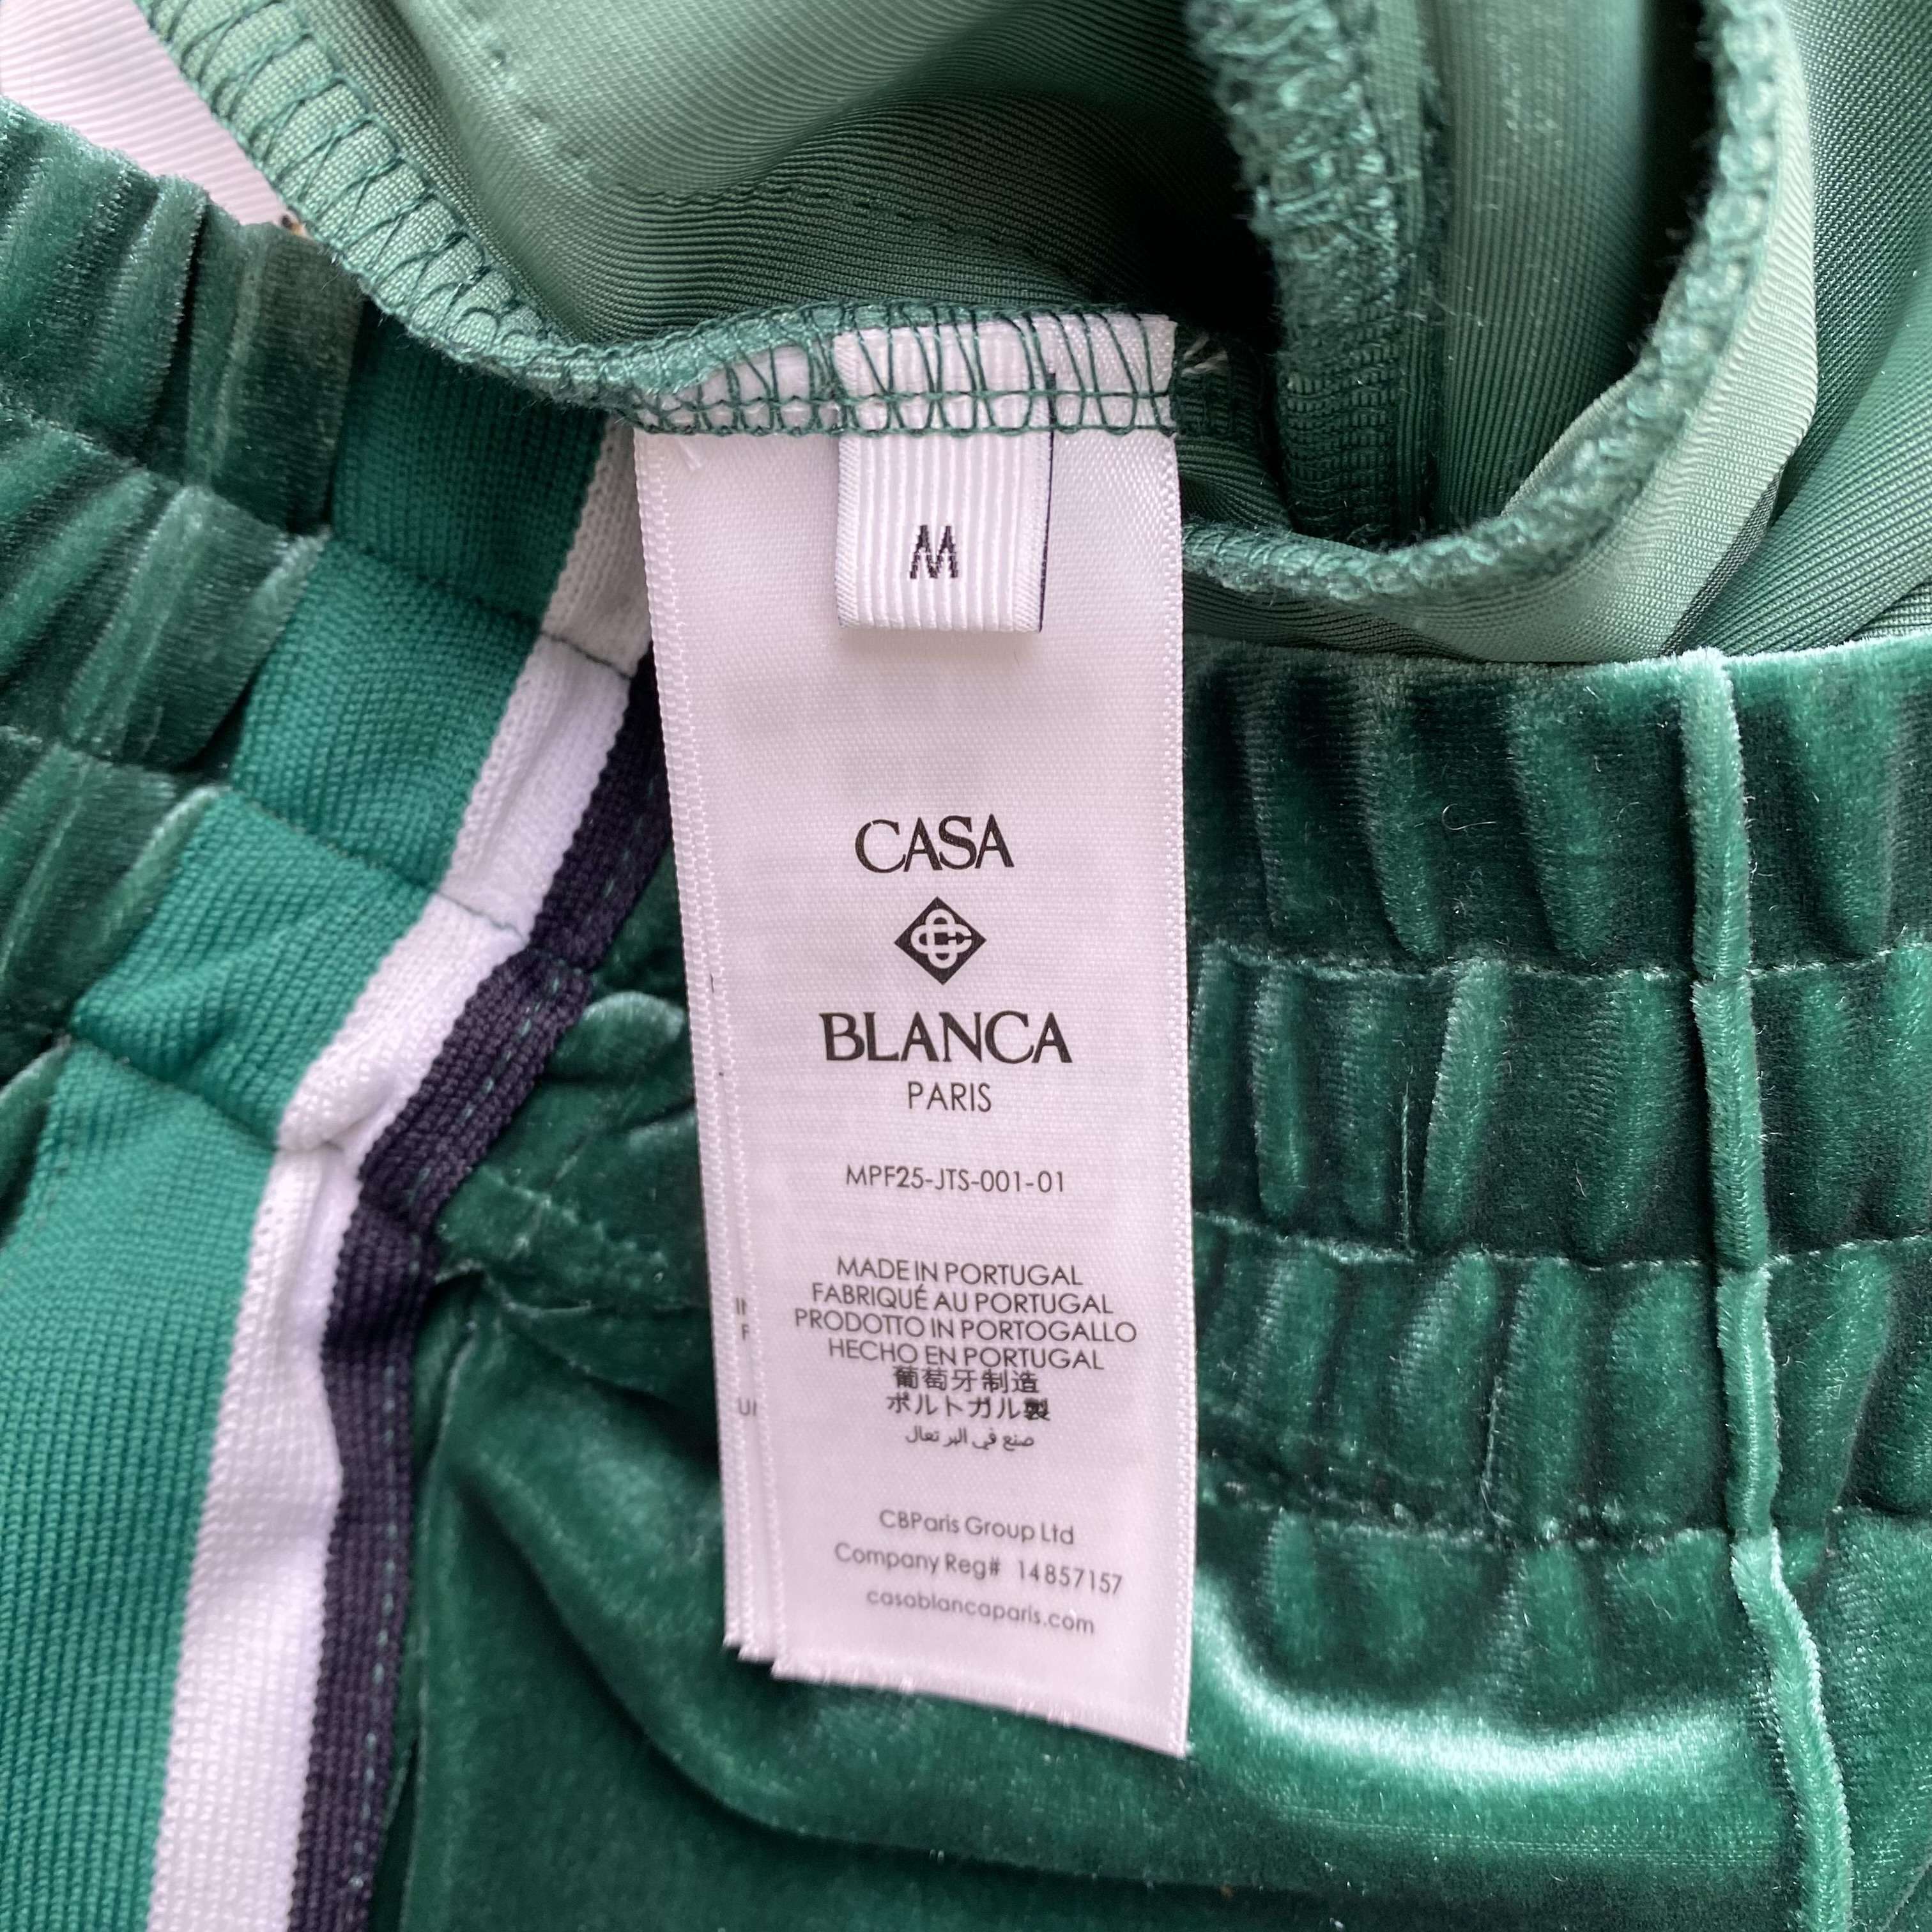 M
CASA
BLANCA
PARIS
MPF25-JTS-001-01
MADE IN PORTUGAL
FABRIQUÉ AU PORTUGAL
PRODOTTO IN PORTOGALLO
HECHO EN PORTUGAL
葡萄牙制造
ポルトガル製
صنع في البر تعال
CBParis Group Ltd
Company Reg# 14857157
casablancaparis.com